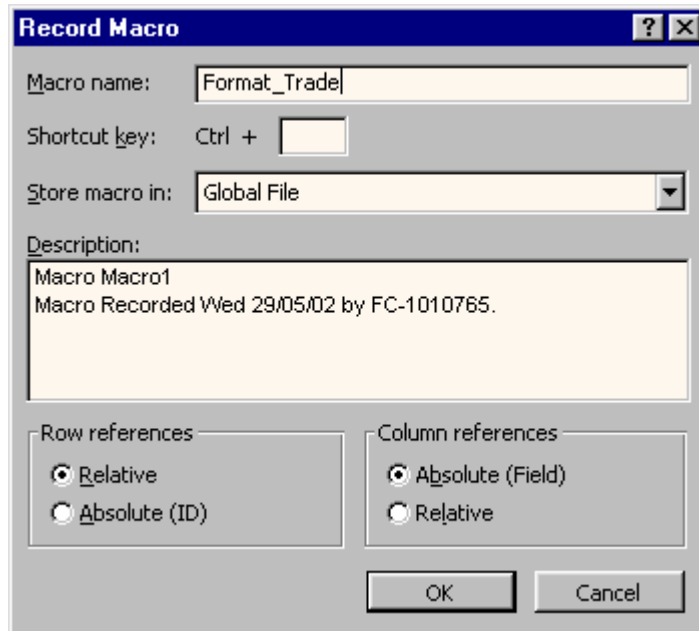 Record Macro
Macro name: Format_Trade
Shortcut key: Ctrl +
Store macro in: Global File
Description:
Macro Macro1
Macro Recorded Wed 29/05/02 by FC-1010765.
Row references Column references
Relative Absolute (Field)
Absolute (ID) Relative
OK Cancel